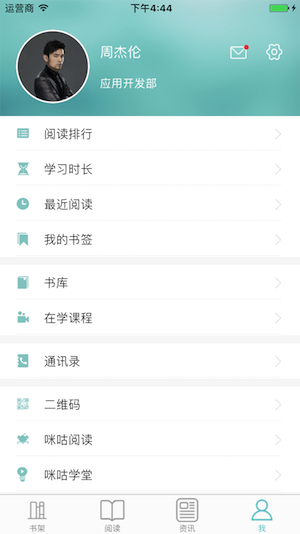 运营商 下午4:44
周杰伦
应用开发部
阅读排行
学习时长
最近阅读
我的书签
书库
在学课程
通讯录
二维码
咪咕阅读
咪咕学堂
书架 阅读 资讯 我